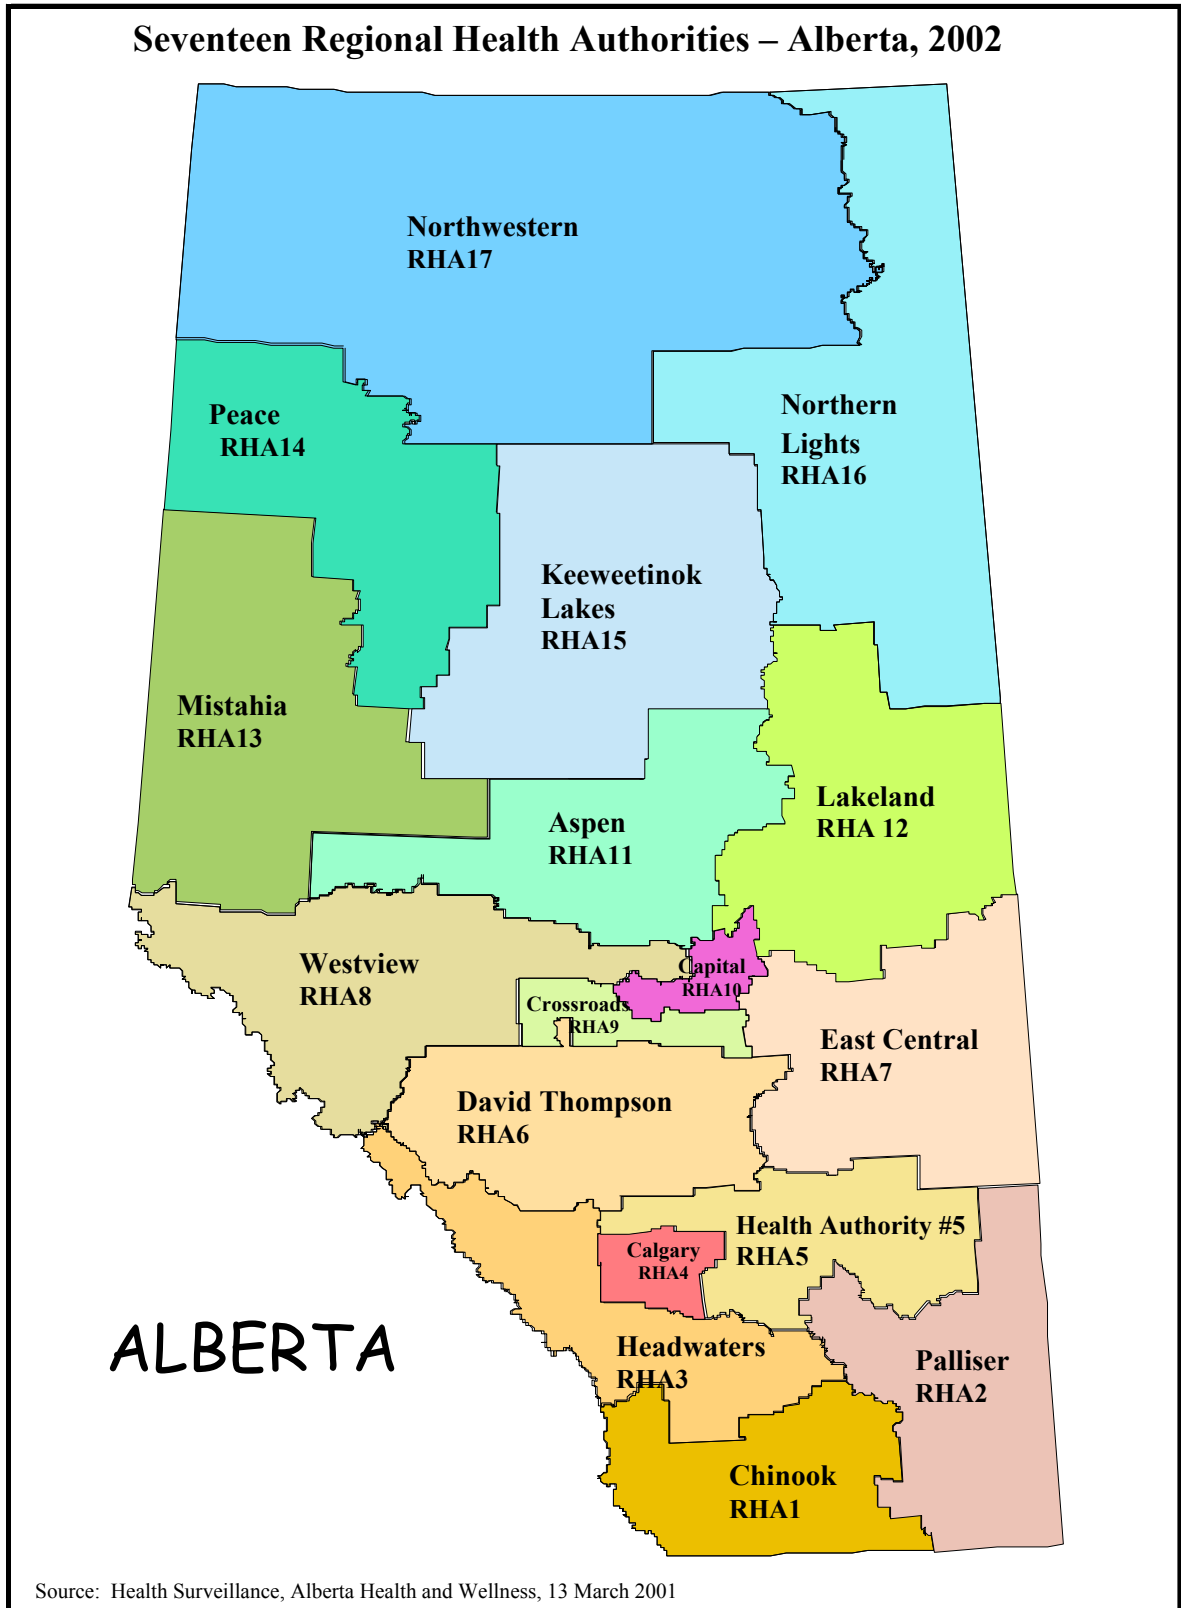 Seventeen Regional Health Authorities – Alberta, 2002
Northwestern
RHA17
Peace
RHA14
Northern
Lights
RHA16
Keeweetinok
Lakes
RHA15
Mistahia
RHA13
Lakeland
RHA 12
Aspen
RHA11
Westview
RHA8
Capital
RHA10
Crossroads
RHA9
East Central
RHA7
David Thompson
RHA6
Health Authority #5
RHA5
Calgary
RHA4
ALBERTA
Headwaters
RHA3
Palliser
RHA2
Chinook
RHA1
Source: Health Surveillance, Alberta Health and Wellness, 13 March 2001